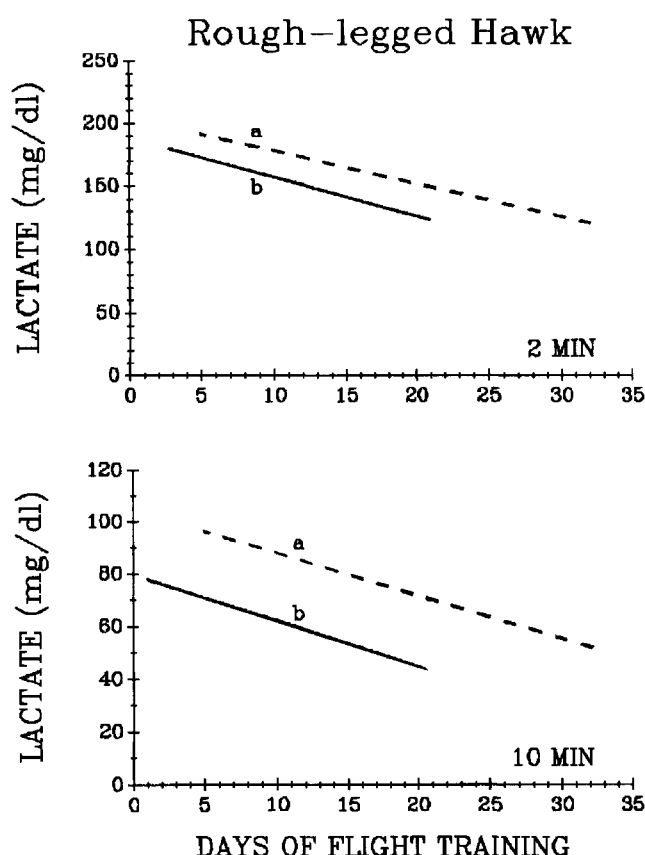 Rough-legged Hawk
LACTATE (mg/dl)
250
200
150
100
50
0
a
b
2 MIN
0 5 10 15 20 25 30 35
LACTATE (mg/dl)
120
100
80
60
40
20
0
a
b
10 MIN
0 5 10 15 20 25 30 35
DAYS OF FLIGHT TRAINING